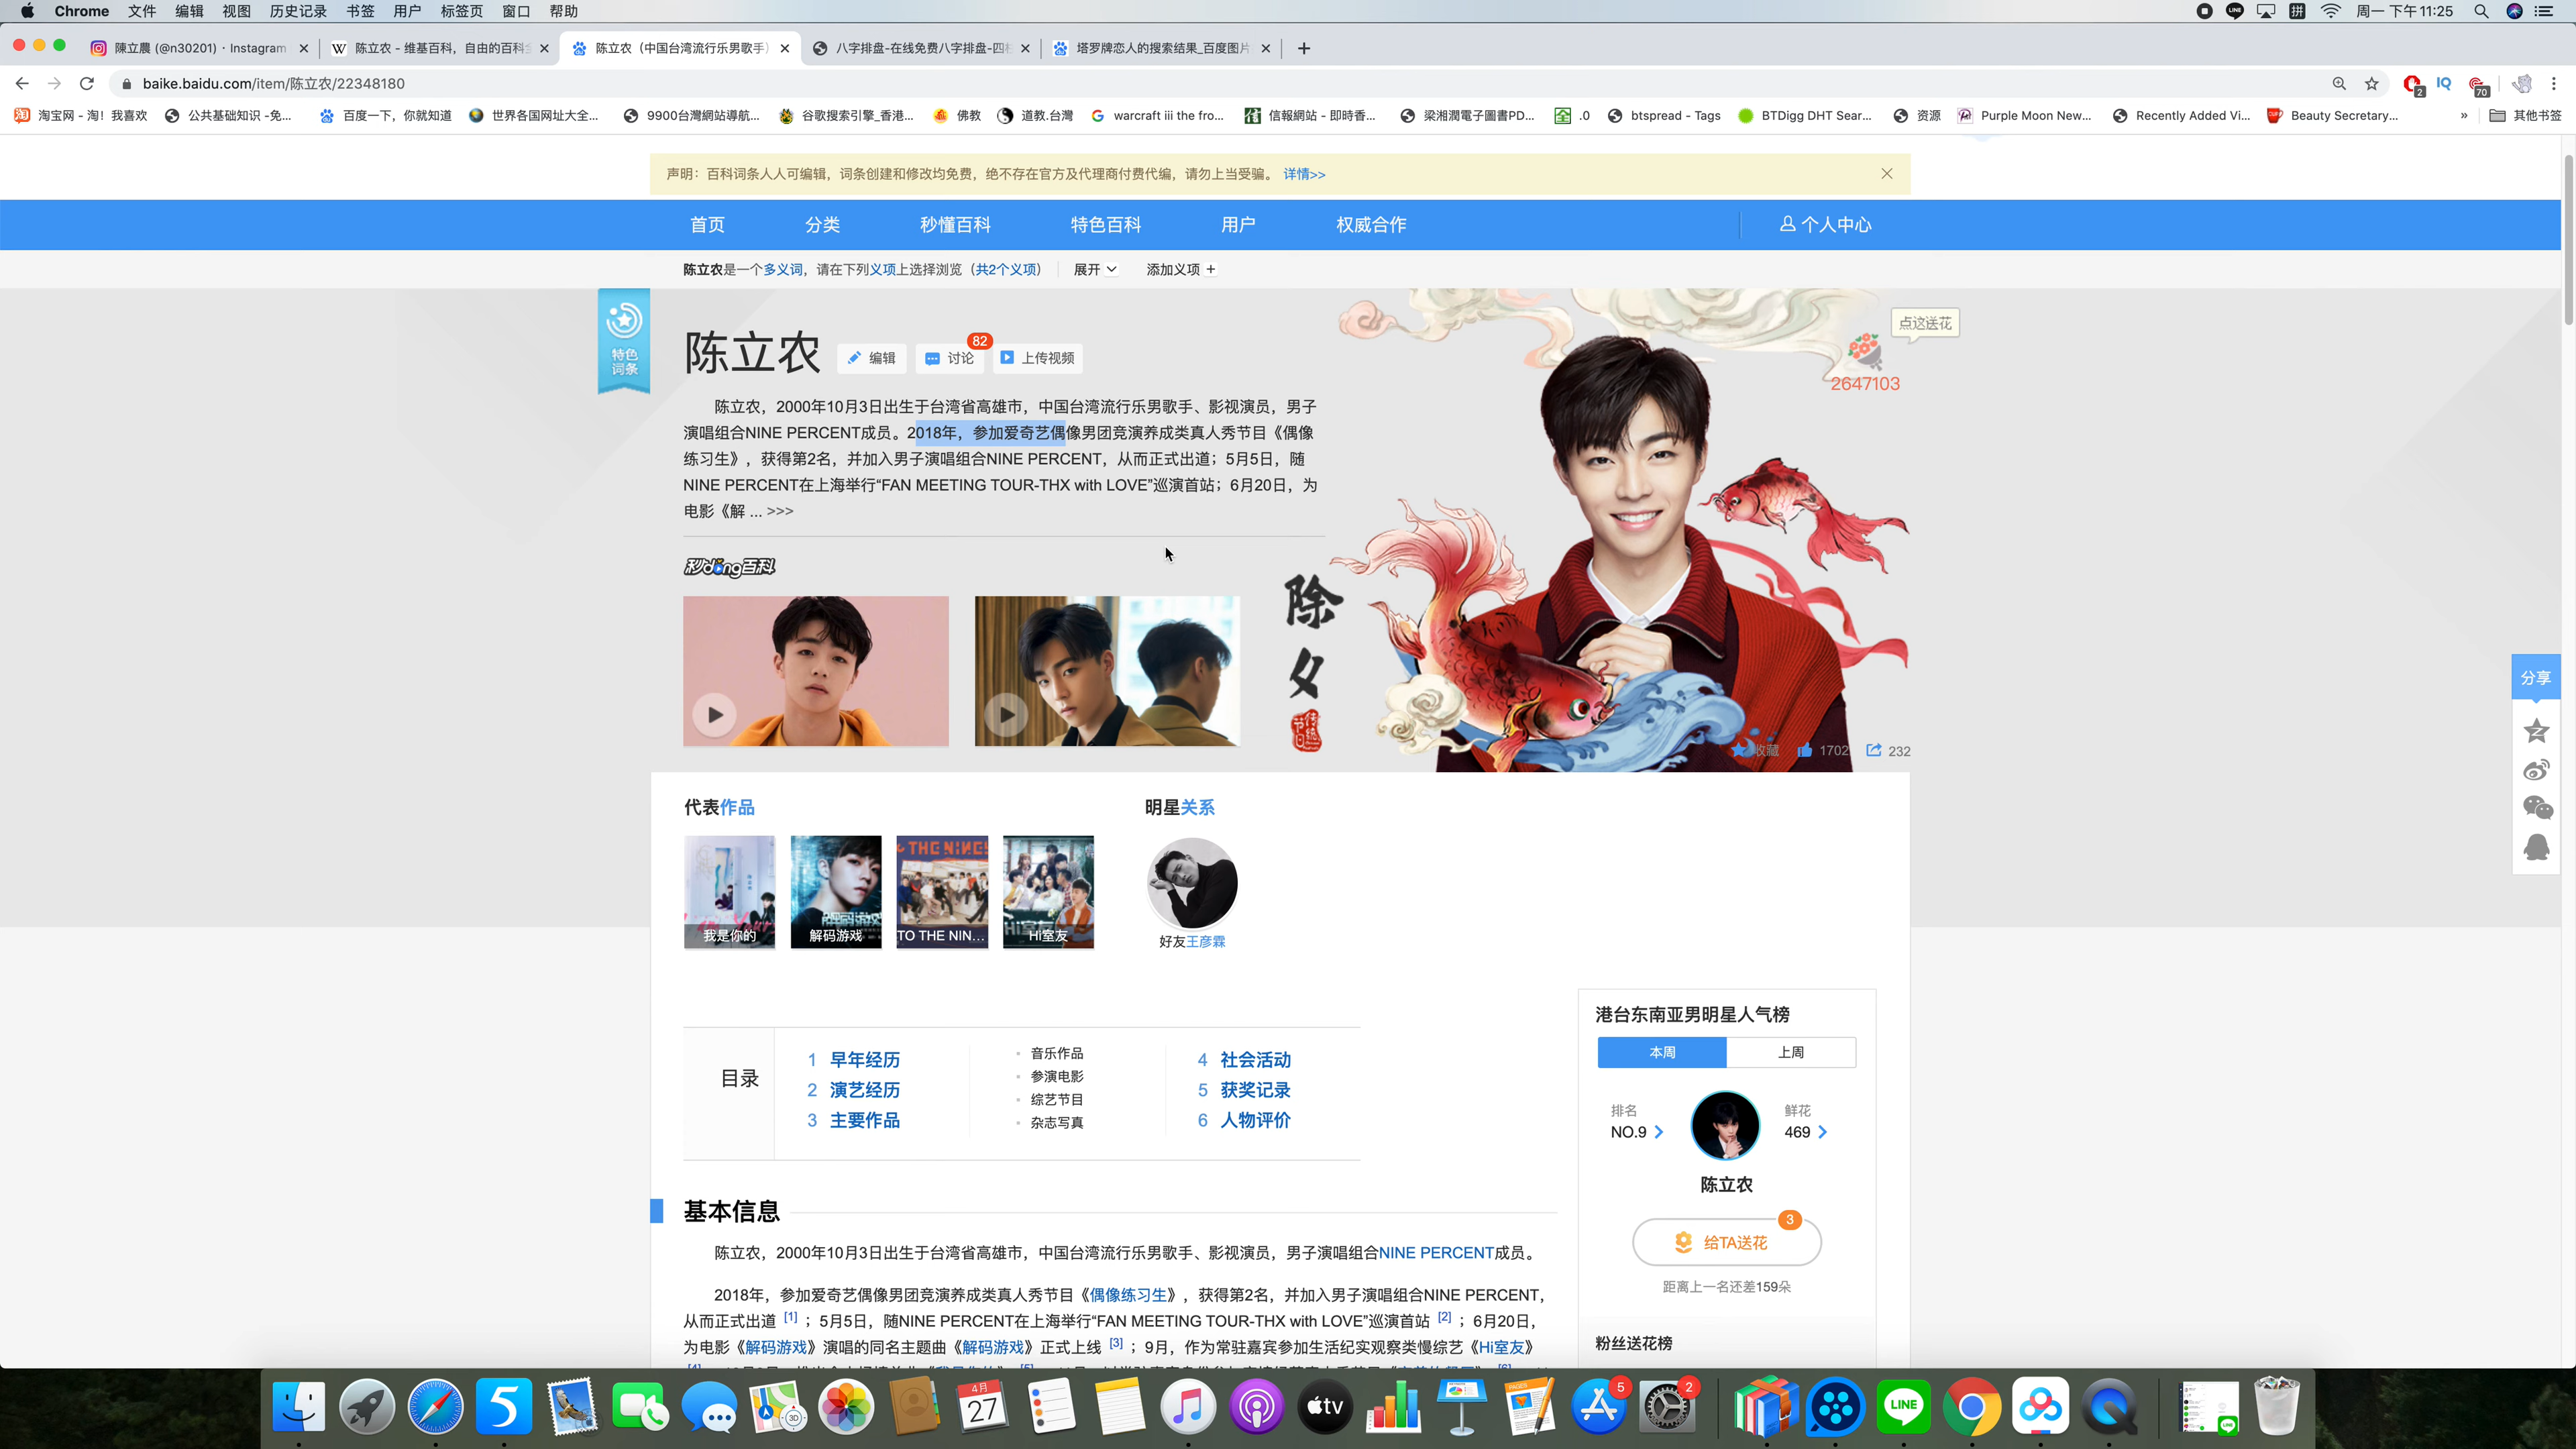 Chrome 文件 编辑 视图 历史记录 书签 用户 标签页 窗口 帮助
周一 下午11:25
陳立農 (@n30201) · Instagram
陈立农 - 维基百科，自由的百科全
陈立农（中国台湾流行乐男歌手）
八字排盘-在线免费八字排盘-四柱
塔罗牌恋人的搜索结果_百度图片
baike.baidu.com/item/陈立农/22348180
2
IQ
70
淘宝网 - 淘！我喜欢
公共基础知识 -免...
百度一下，你就知道
世界各国网址大全...
9900台灣網站導航...
谷歌搜索引擎_香港...
佛教
道教.台灣
warcraft iii the fro...
信報網站 - 即時香...
梁湘潤電子圖書PD...
.0
btspread - Tags
BTDigg DHT Sear...
资源
Purple Moon New...
Recently Added Vi...
Beauty Secretary...
»
其他书签
声明：百科词条人人可编辑，词条创建和修改均免费，绝不存在官方及代理商付费代编，请勿上当受骗。 详情>>
首页 分类 秒懂百科 特色百科 用户 权威合作 个人中心
陈立农是一个多义词，请在下列义项上选择浏览（共2个义项） 展开 添加义项 +
特色
词条
陈立农
编辑
讨论
82
上传视频
点这送花
2647103
陈立农，2000年10月3日出生于台湾省高雄市，中国台湾流行乐男歌手、影视演员，男子
演唱组合NINE PERCENT成员。2018年，参加爱奇艺偶像男团竞演养成类真人秀节目《偶像
练习生》，获得第2名，并加入男子演唱组合NINE PERCENT，从而正式出道；5月5日，随
NINE PERCENT在上海举行“FAN MEETING TOUR-THX with LOVE”巡演首站；6月20日，为
电影《解 ... >>>
秒dong百科
除
夕
收藏
1702
232
分享
代表作品
我是你的
解码游戏
TO THE NIN...
Hi室友
明星关系
好友王彦霖
目录
1 早年经历
2 演艺经历
3 主要作品
音乐作品
参演电影
综艺节目
杂志写真
4 社会活动
5 获奖记录
6 人物评价
港台东南亚男明星人气榜
本周 上周
排名
NO.9
鲜花
469
陈立农
给TA送花
3
距离上一名还差159朵
粉丝送花榜
基本信息
陈立农，2000年10月3日出生于台湾省高雄市，中国台湾流行乐男歌手、影视演员，男子演唱组合NINE PERCENT成员。
2018年，参加爱奇艺偶像男团竞演养成类真人秀节目《偶像练习生》，获得第2名，并加入男子演唱组合NINE PERCENT，
从而正式出道 [1] ；5月5日，随NINE PERCENT在上海举行“FAN MEETING TOUR-THX with LOVE”巡演首站 [2] ；6月20日，
为电影《解码游戏》演唱的同名主题曲《解码游戏》正式上线 [3] ；9月，作为常驻嘉宾参加生活纪实观察类慢综艺《Hi室友》
4月
27
3D
tv
5
2
LINE